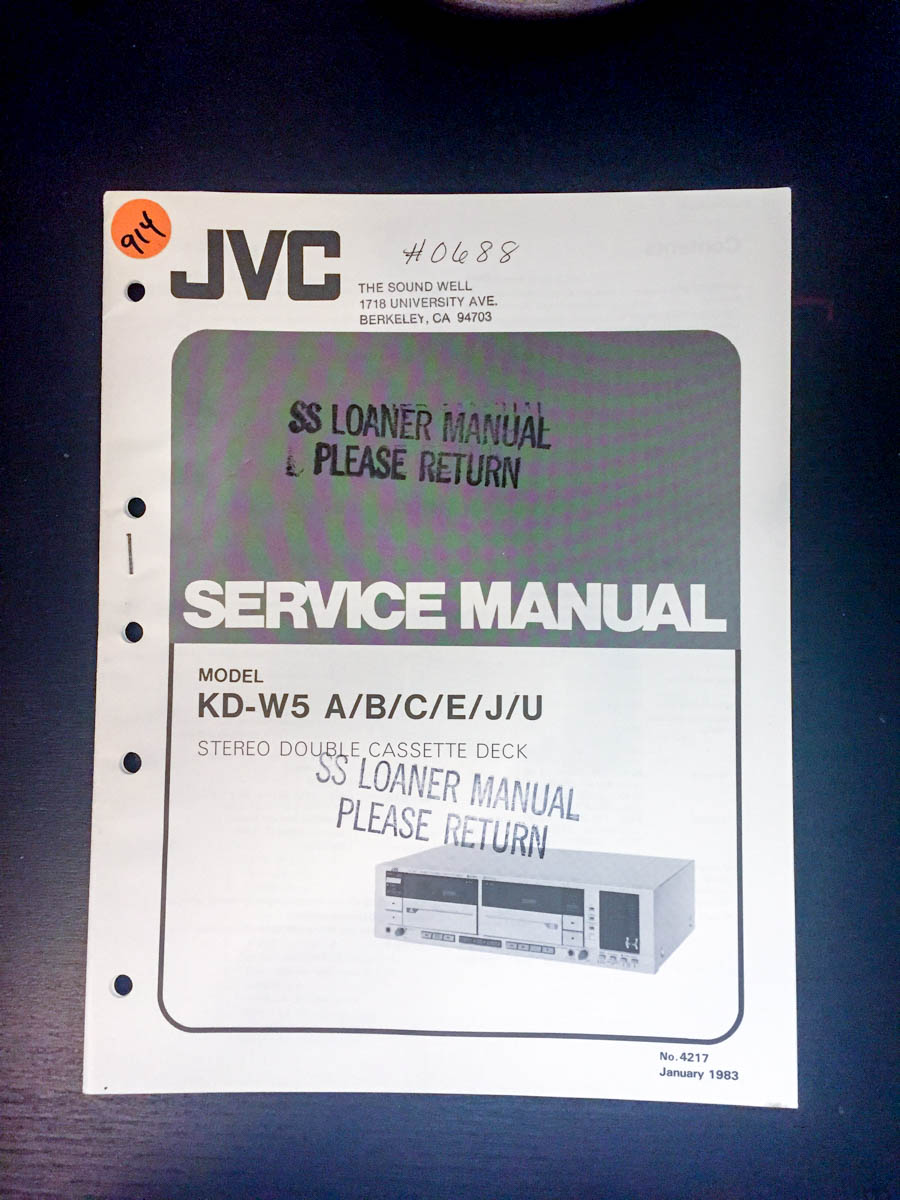 914
JVC
#0688
THE SOUND WELL
1718 UNIVERSITY AVE.
BERKELEY, CA 94703
SS LOANER MANUAL
PLEASE RETURN
SERVICE MANUAL
MODEL
KD-W5 A/B/C/E/J/U
STEREO DOUBLE CASSETTE DECK
SS LOANER MANUAL
PLEASE RETURN
No. 4217
January 1983